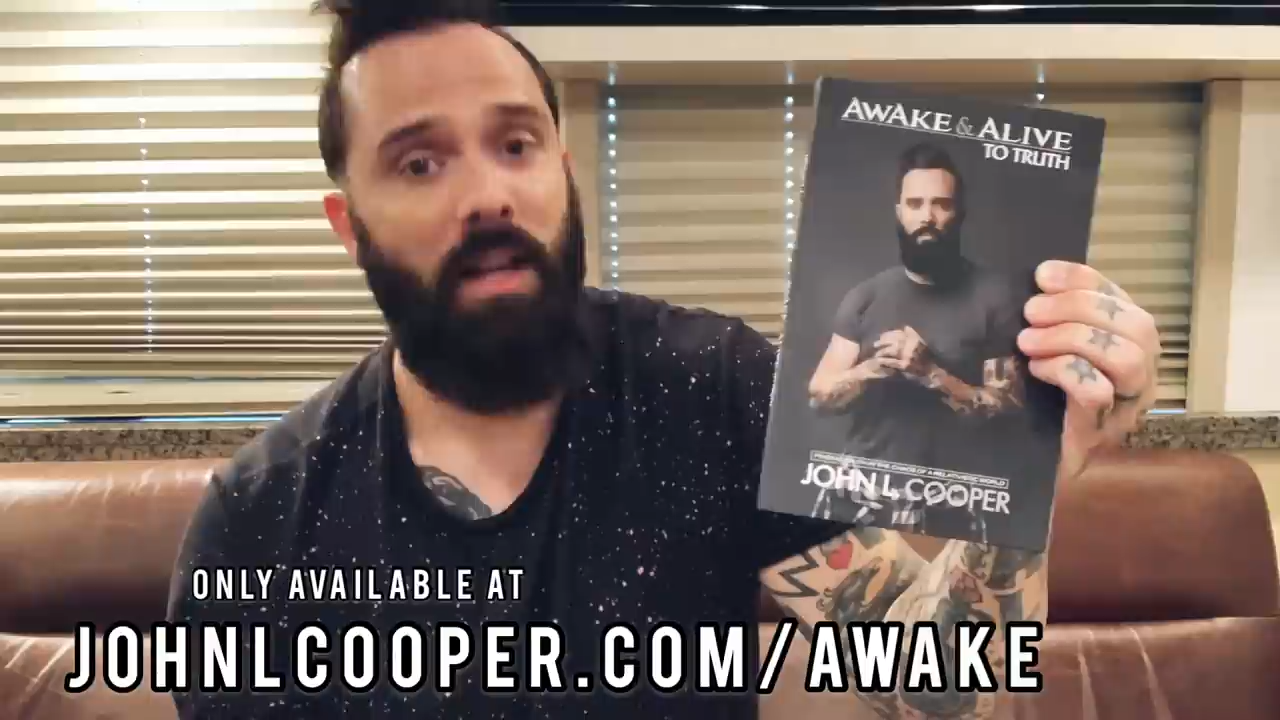 AWAKE & ALIVE
TO TRUTH
JOHN L. COOPER
ONLY AVAILABLE AT
JOHNLCOOPER.COM/AWAKE